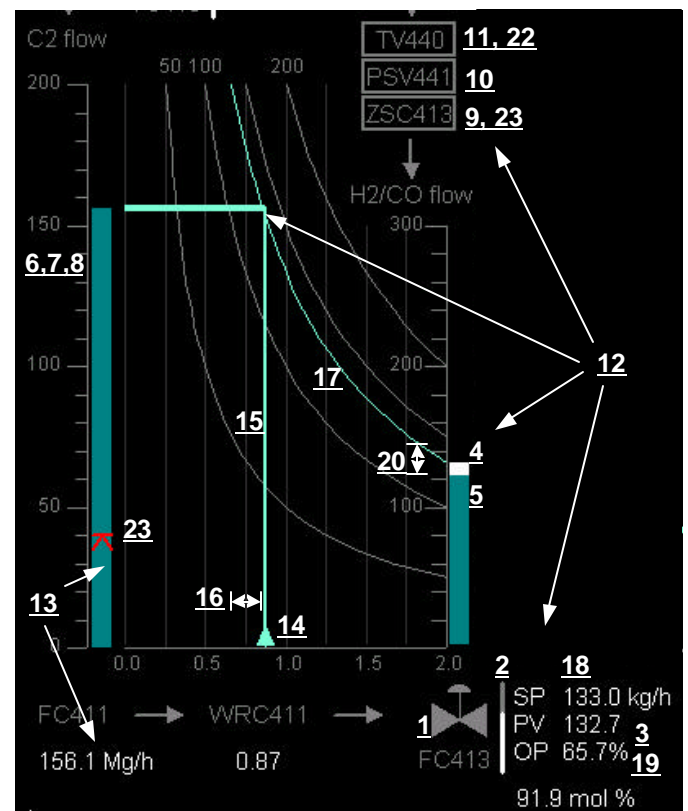 C2 flow
TV440 11, 22
50 100 200
PSV441 10
200
ZSC413 9, 23
H2/CO flow
150 300
6,7,8
100 200 12
17
15
20 4
50 100 5
23
13
16 14
0
0.0 0.5 1.0 1.5 2.0
2 18
SP 133.0 kg/h
FC411 WRC411 1 PV 132.7 3
156.1 Mg/h 0.87 FC413 OP 65.7% 19
91.9 mol %